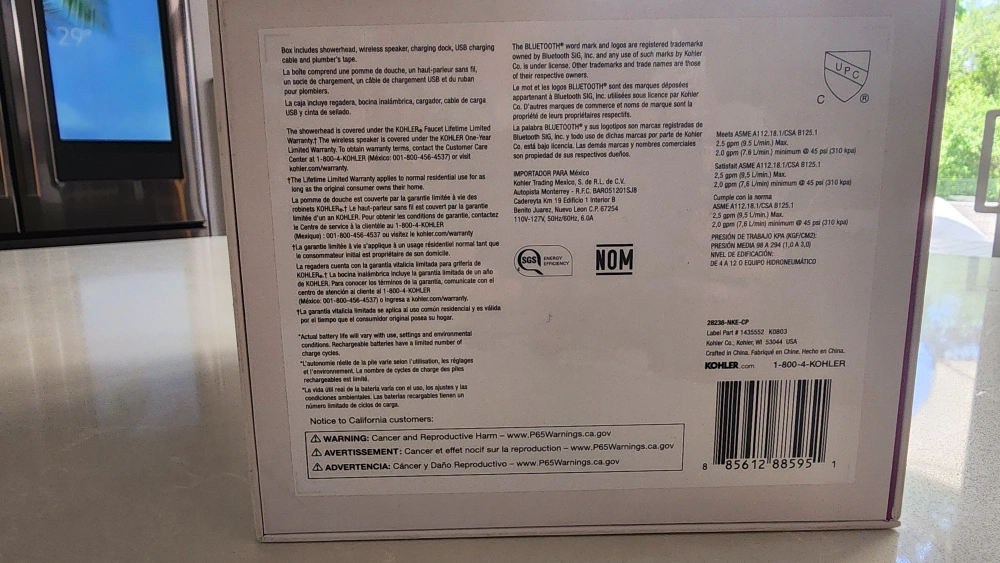 29°
Box includes showerhead, wireless speaker, charging dock, USB charging
cable and plumber's tape.
La boîte comprend une pomme de douche, un haut-parleur sans fil,
un socle de chargement, un câble de chargement USB et du ruban
pour plombiers.
La caja incluye regadera, bocina inalámbrica, cargador, cable de carga
USB y cinta de sellado.
The showerhead is covered under the KOHLER® Faucet Lifetime Limited
Warranty.† The wireless speaker is covered under the KOHLER One-Year
Limited Warranty. To obtain warranty terms, contact the Customer Care
Center at 1-800-4-KOHLER (México: 001-800-456-4537) or visit
kohler.com/warranty.
†The Lifetime Limited Warranty applies to normal residential use for as
long as the original consumer owns their home.
La pomme de douche est couverte par la garantie limitée à vie des
robinets KOHLER®.† Le haut-parleur sans fil est couvert par la garantie
limitée d'un an KOHLER. Pour obtenir les conditions de garantie, contactez
le Centre de service à la clientèle au 1-800-4-KOHLER
(Mexique) : 001-800-456-4537 ou visitez le kohler.com/warranty
†La garantie limitée à vie s'applique à un usage résidentiel normal tant que
le consommateur initial est propriétaire de son domicile.
La regadera cuenta con la garantía vitalicia limitada para grifería de
KOHLER®.† La bocina inalámbrica incluye la garantía limitada de un año
de KOHLER. Para conocer los términos de la garantía, comunícate con el
centro de atención al cliente al 1-800-4-KOHLER
(México: 001-800-456-4537) o ingresa a kohler.com/warranty.
†La garantía vitalicia limitada se aplica al uso común residencial y es válida
por el tiempo que el consumidor original posea su hogar.
*Actual battery life will vary with use, settings and environmental
conditions. Rechargeable batteries have a limited number of
charge cycles.
*L'autonomie réelle de la pile varie selon l'utilisation, les réglages
et l'environnement. Le nombre de cycles de charge des piles
rechargeables est limité.
*La vida útil real de la batería varía con el uso, los ajustes y las
condiciones ambientales. Las baterías recargables tienen un
número limitado de ciclos de carga.
Notice to California customers:
⚠ WARNING: Cancer and Reproductive Harm – www.P65Warnings.ca.gov
⚠ AVERTISSEMENT: Cancer et effet nocif sur la reproduction – www.P65Warnings.ca.gov
⚠ ADVERTENCIA: Cáncer y Daño Reproductivo – www.P65Warnings.ca.gov
The BLUETOOTH® word mark and logos are registered trademarks
owned by Bluetooth SIG, Inc. and any use of such marks by Kohler
Co. is under license. Other trademarks and trade names are those
of their respective owners.
Le mot et les logos BLUETOOTH® sont des marques déposées
appartenant à Bluetooth SIG, Inc. utilisées sous licence par Kohler
Co. D'autres marques de commerce et noms de marque sont la
propriété de leurs propriétaires respectifs.
La palabra BLUETOOTH® y sus logotipos son marcas registradas de
Bluetooth SIG, Inc. y todo uso de dichas marcas por parte de Kohler
Co. está bajo licencia. Las demás marcas y nombres comerciales
son propiedad de sus respectivos dueños.
IMPORTADOR PARA México
Kohler Trading Mexico, S. de R.L. de C.V.
Autopista Monterrey - R.F.C. BAR051201SJ8
Cadereyta Km 19 Edificio 1 Interior B
Benito Juarez, Nuevo Leon C.P. 67254
110V-127V, 50Hz/60Hz, 6.0A
SGS ENERGY
EFFICIENCY
NOM
UPC
C ®
Meets ASME A112.18.1/CSA B125.1
2.5 gpm (9.5 L/min.) Max.
2.0 gpm (7.6 L/min) minimum @ 45 psi (310 kpa)
Satisfait ASME A112.18.1/CSA B125.1
2,5 gpm (9,5 L/min.) Max.
2,0 gpm (7,6 L/min) minimum @ 45 psi (310 kpa)
Cumple con la norma
ASME A112.18.1/CSA B125.1
2,5 gpm (9,5 L/min.) Max.
2,0 gpm (7,6 L/min) minimum @ 45 psi (310 kpa)
PRESIÓN DE TRABAJO KPA (KGF/CM2):
PRESIÓN MEDIA 98 A 294 (1,0 A 3,0)
NIVEL DE EDIFICACIÓN:
DE 4 A 12 O EQUIPO HIDRONEUMÁTICO
28238-NKE-CP
Label Part # 1435552 K0803
Kohler Co., Kohler, WI 53044 USA
Crafted in China. Fabriqué en Chine. Hecho en China.
KOHLER.com 1-800-4-KOHLER
8 85612 88595 1